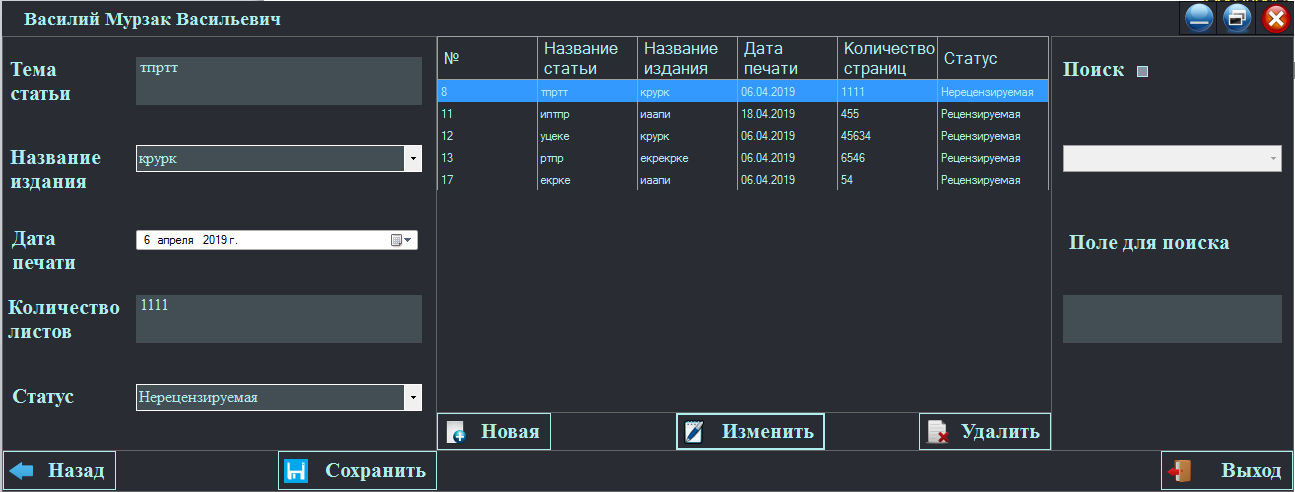 Василий Мурзак Васильевич
Тема
статьи
тпртт
Название
издания
крурк
Дата
печати
6 апреля 2019 г.
Количество
листов
1111
Статус
Нерецензируемая
№ Название статьи Название издания Дата печати Количество страниц Статус
8 тпртт крурк 06.04.2019 1111 Нерецензируемая
11 иптпр иаапи 18.04.2019 455 Рецензируемая
12 уцеке крурк 06.04.2019 45634 Рецензируемая
13 ртпр екрекрке 06.04.2019 6546 Рецензируемая
17 екрке иаапи 06.04.2019 54 Рецензируемая
Поиск
Поле для поиска
Новая Изменить Удалить
Назад Сохранить Выход